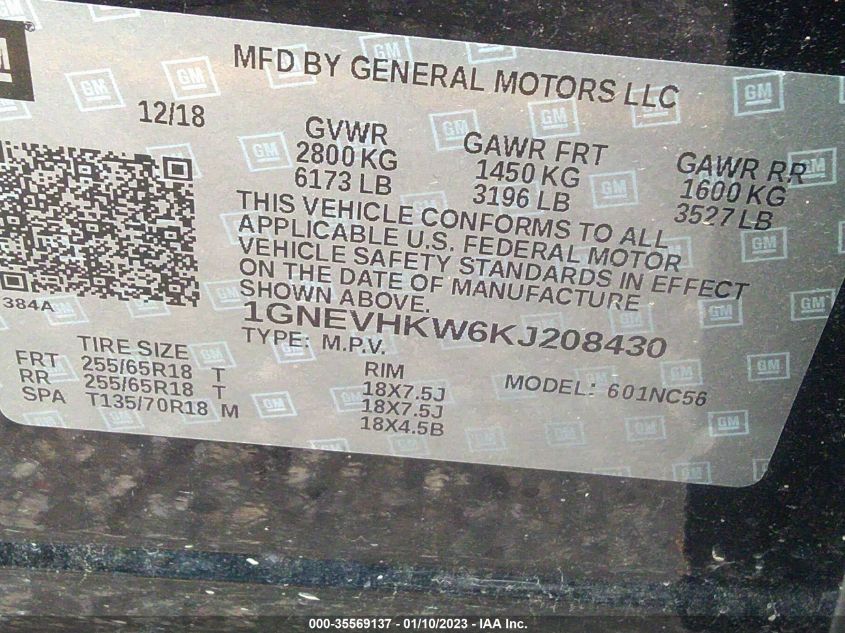 GM
MFD BY GENERAL MOTORS LLC
12/18
GVWR
2800 KG
6173 LB
GAWR FRT
1450 KG
3196 LB
GAWR RR
1600 KG
3527 LB
THIS VEHICLE CONFORMS TO ALL
APPLICABLE U.S. FEDERAL MOTOR
VEHICLE SAFETY STANDARDS IN EFFECT
ON THE DATE OF MANUFACTURE
SHOWN ABOVE.
384A
1GNEVHKW6KJ208430
TYPE: M.P.V.
MODEL: 601NC56
TIRE SIZE
RIM
FRT 255/65R18 T 18X7.5J
RR 255/65R18 T 18X7.5J
SPA T135/70R18 M 18X4.5B
000-35569137 - 01/10/2023 - IAA Inc.